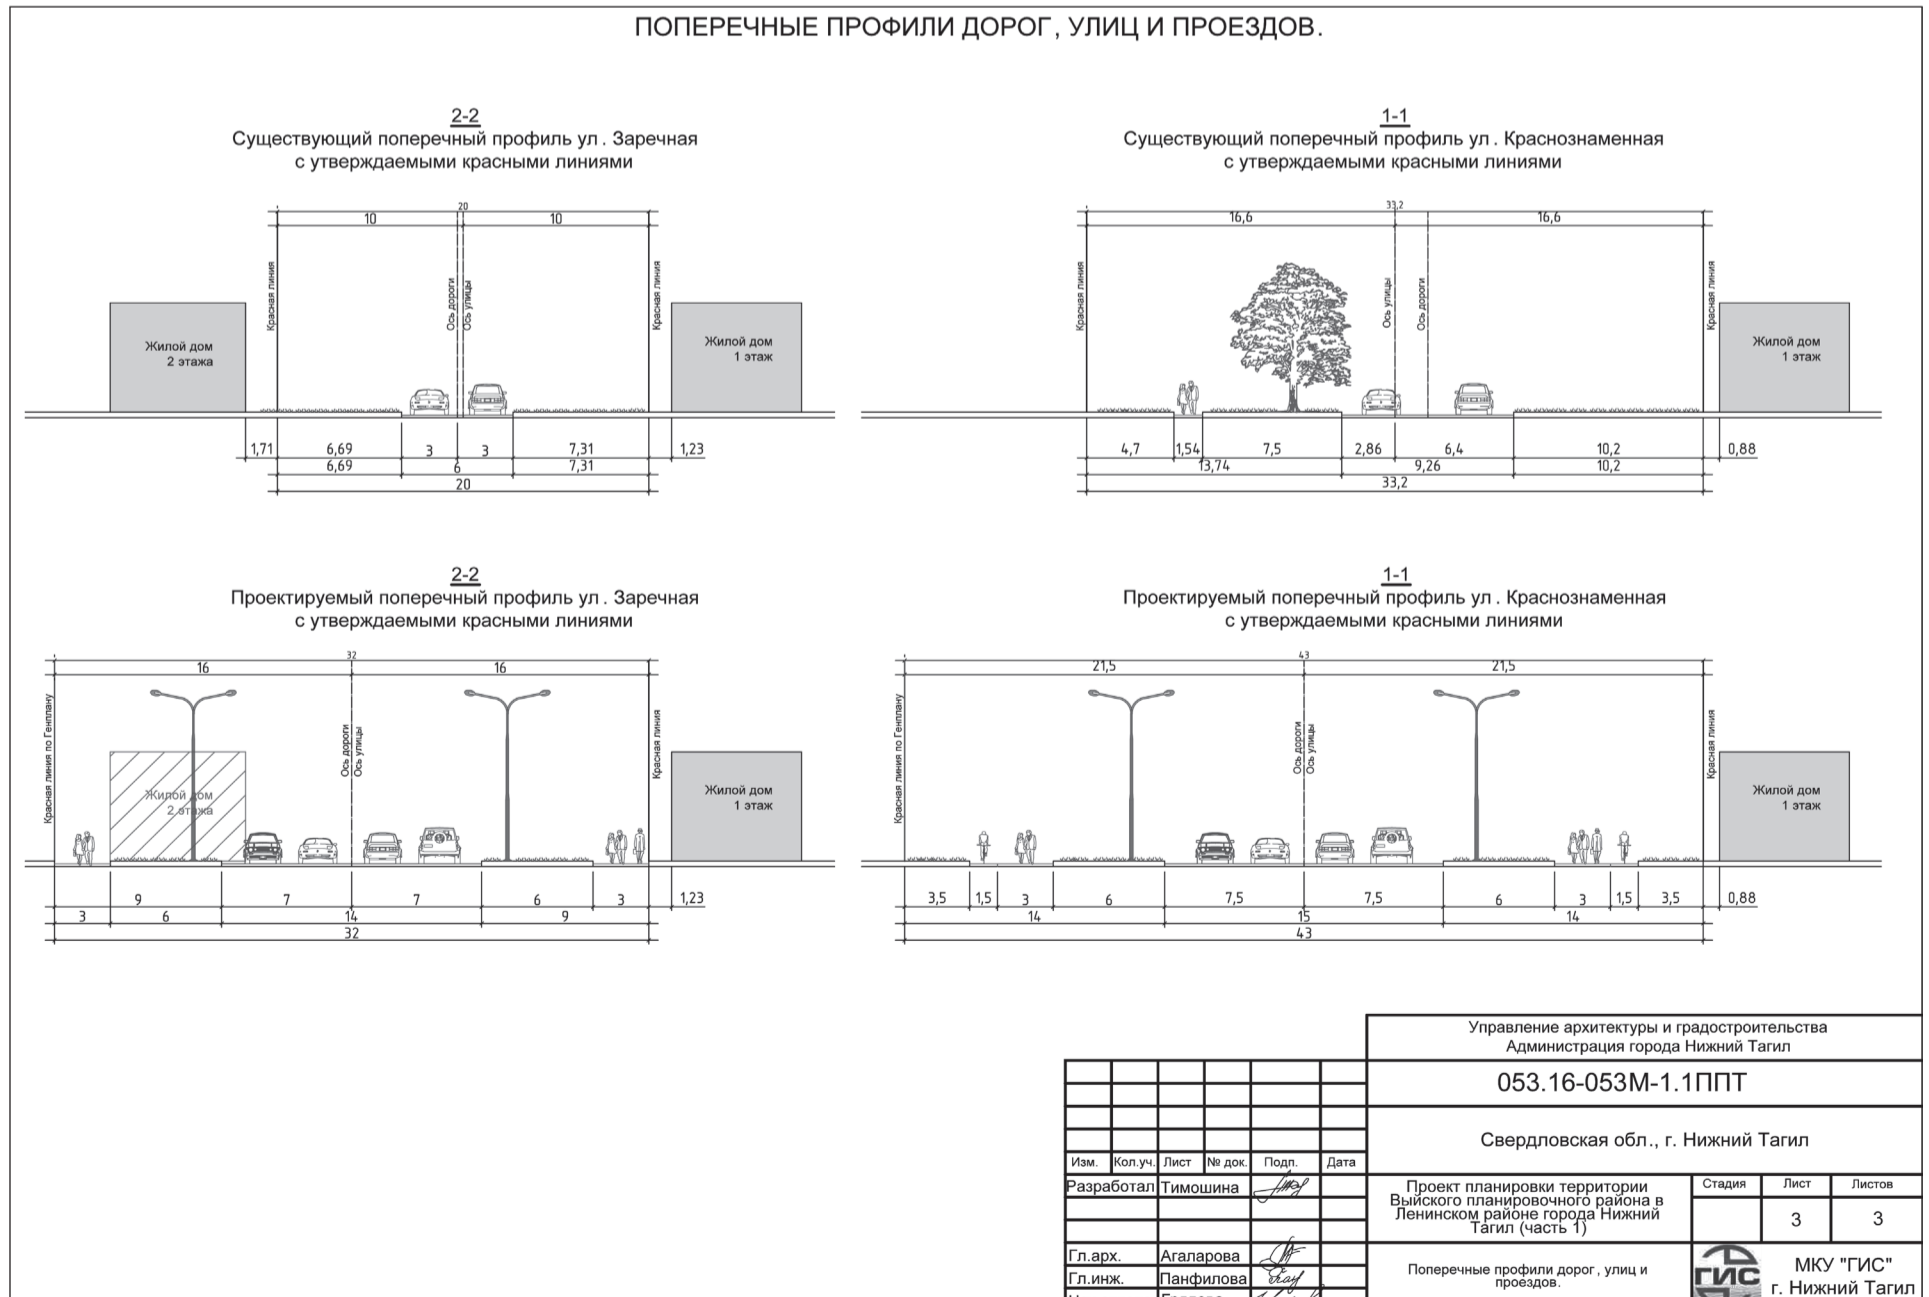 ПОПЕРЕЧНЫЕ ПРОФИЛИ ДОРОГ, УЛИЦ И ПРОЕЗДОВ.
2-2
Существующий поперечный профиль ул. Заречная
с утверждаемыми красными линиями
20
10 10
Красная линия
Ось дороги
Ось улицы
Красная линия
Жилой дом
2 этажа
Жилой дом
1 этаж
1,71 6,69 3 3 7,31 1,23
6,69 6 7,31
20
1-1
Существующий поперечный профиль ул. Краснознаменная
с утверждаемыми красными линиями
33,2
16,6 16,6
Красная линия
Ось улицы
Ось дороги
Красная линия
Жилой дом
1 этаж
4,7 1,54 7,5 2,86 6,4 10,2 0,88
13,74 9,26 10,2
33,2
2-2
Проектируемый поперечный профиль ул. Заречная
с утверждаемыми красными линиями
32
16 16
Красная линия по Генплану
Ось дороги
Ось улицы
Красная линия
Жилой дом
2 этажа
Жилой дом
1 этаж
9 7 7 6 3 1,23
3 6 14 9
32
1-1
Проектируемый поперечный профиль ул. Краснознаменная
с утверждаемыми красными линиями
43
21,5 21,5
Красная линия по Генплану
Ось дороги
Ось улицы
Красная линия
Жилой дом
1 этаж
3,5 1,5 3 6 7,5 7,5 6 3 1,5 3,5 0,88
14 15 14
43
Управление архитектуры и градостроительства
Администрация города Нижний Тагил
053.16-053М-1.1ППТ
Свердловская обл., г. Нижний Тагил
Изм. Кол.уч. Лист № док. Подп. Дата
Разработал Тимошина
Проект планировки территории
Выйского планировочного района в
Ленинском районе города Нижний
Тагил (часть 1)
Стадия Лист Листов
3 3
Гл.арх. Агаларова
Гл.инж. Панфилова
Поперечные профили дорог, улиц и
проездов.
ГИС
МКУ "ГИС"
г. Нижний Тагил